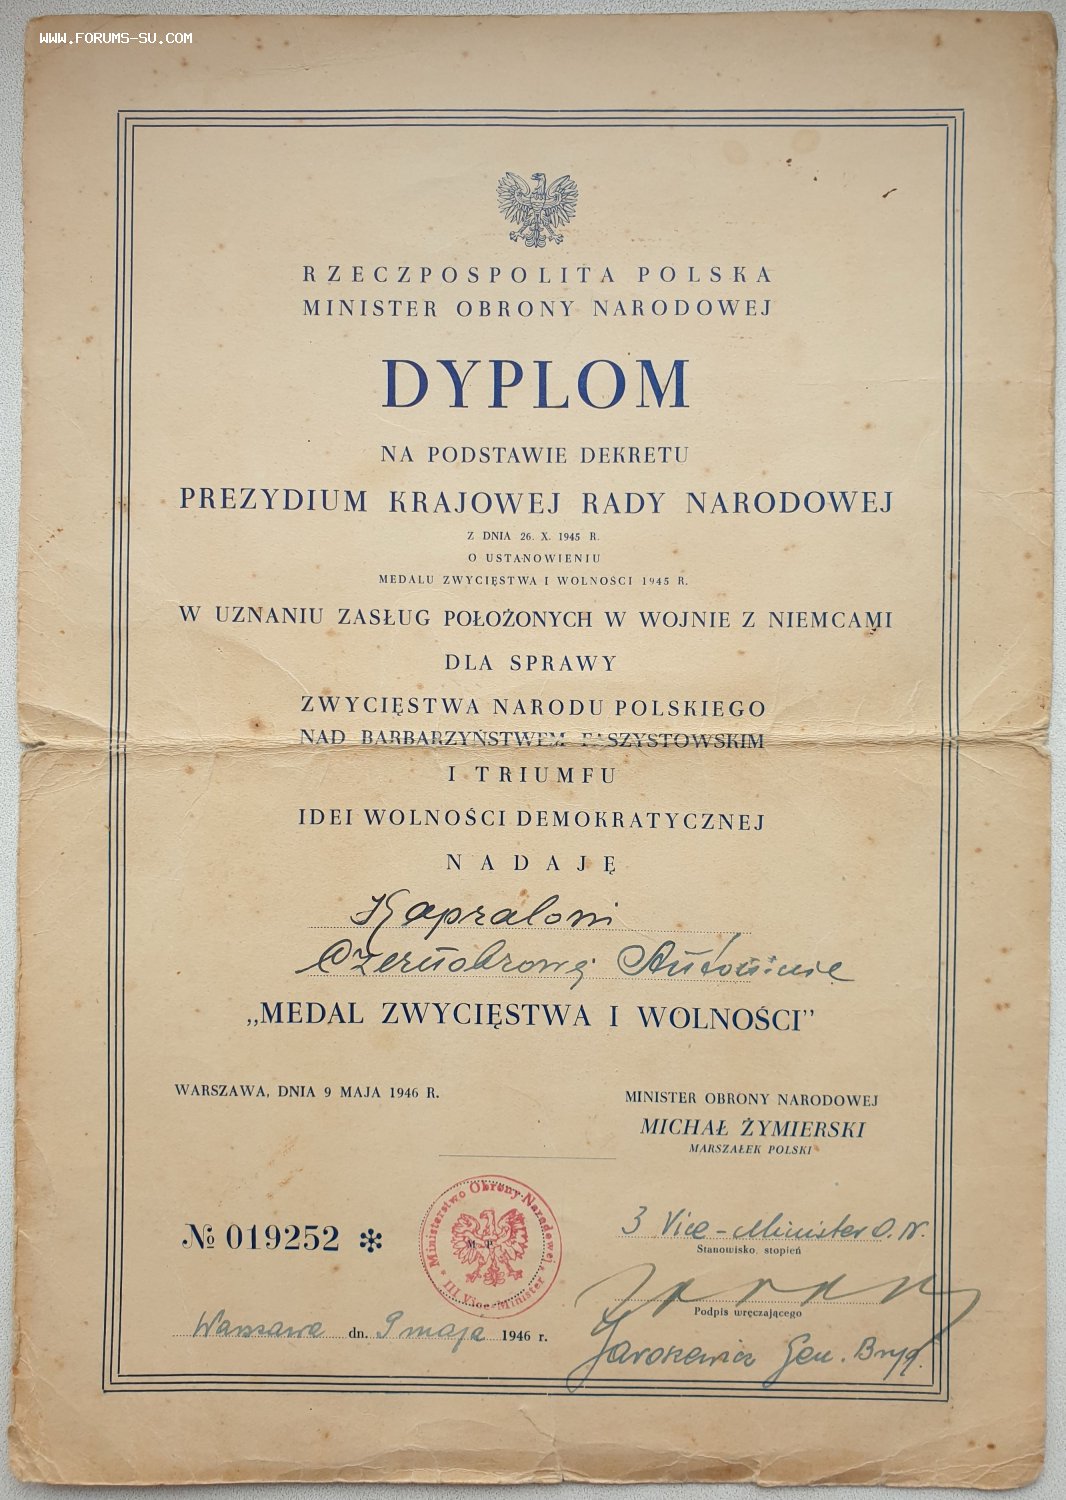 WWW.FORUMS-SU.COM
RZECZPOSPOLITA POLSKA
MINISTER OBRONY NARODOWEJ
DYPLOM
NA PODSTAWIE DEKRETU
PREZYDIUM KRAJOWEJ RADY NARODOWEJ
Z DNIA 26. X. 1945 R.
O USTANOWIENIU
MEDALU ZWYCIĘSTWA I WOLNOŚCI 1945 R.
W UZNANIU ZASŁUG POŁOŻONYCH W WOJNIE Z NIEMCAMI
DLA SPRAWY
ZWYCIĘSTWA NARODU POLSKIEGO
NAD BARBARZYŃSTWEM FASZYSTOWSKIM
I TRIUMFU
IDEI WOLNOŚCI DEMOKRATYCZNEJ
NADAJĘ
Kapralowi
Czernobrowej Antoninie
„MEDAL ZWYCIĘSTWA I WOLNOŚCI”
WARSZAWA, DNIA 9 MAJA 1946 R.
MINISTER OBRONY NARODOWEJ
MICHAŁ ŻYMIERSKI
MARSZAŁEK POLSKI
Ministerstwo Obrony Narodowej
M P
III Vice-Minister
№ 019252 ✻
3 Vice-Minister O.N.
Stanowisko, stopień
Podpis wręczającego
Warszawa dn. 9 maja 1946 r.
Jaroszewicz Gen. Bryg.